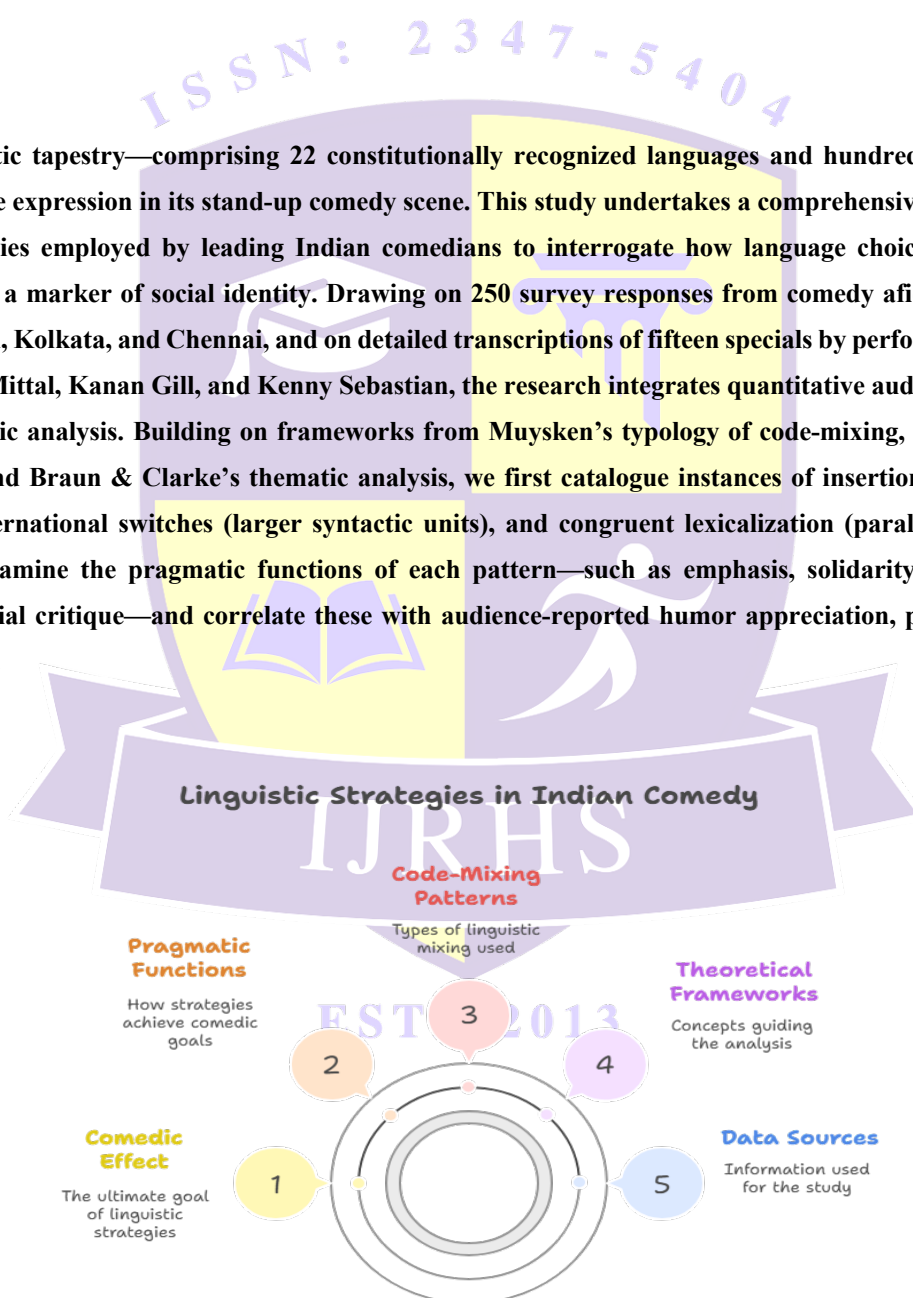 ISSN: 2347-5404
tic tapestry—comprising 22 constitutionally recognized languages and hundred
e expression in its stand-up comedy scene. This study undertakes a comprehensiv
ies employed by leading Indian comedians to interrogate how language choic
a marker of social identity. Drawing on 250 survey responses from comedy afi
, Kolkata, and Chennai, and on detailed transcriptions of fifteen specials by perfo
Mittal, Kanan Gill, and Kenny Sebastian, the research integrates quantitative aud
ic analysis. Building on frameworks from Muysken’s typology of code-mixing,
nd Braun & Clarke’s thematic analysis, we first catalogue instances of insertion
ernational switches (larger syntactic units), and congruent lexicalization (paral
amine the pragmatic functions of each pattern—such as emphasis, solidarity
ial critique—and correlate these with audience-reported humor appreciation, p
Linguistic Strategies in Indian Comedy
IJRHS
Code-Mixing
Patterns
Types of linguistic
mixing used
Pragmatic
Functions
How strategies
achieve comedic
goals
Theoretical
Frameworks
Concepts guiding
the analysis
EST 2013
3
2
4
Comedic
Effect
The ultimate goal
of linguistic
strategies
1
5
Data Sources
Information used
for the study